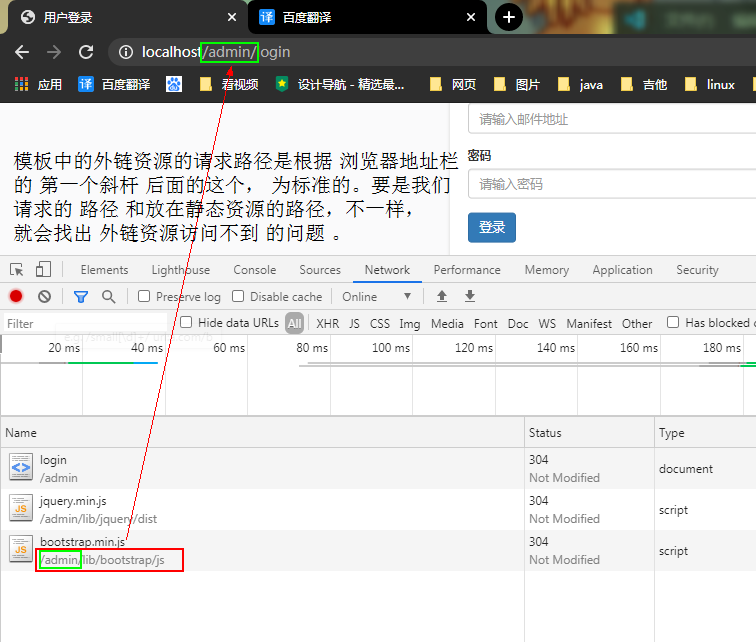 用户登录
百度翻译
localhost/admin/login
应用 百度翻译 看视频 设计导航 - 精选最... 网页 图片 java 吉他 linux
请输入邮件地址
密码
请输入密码
登录
模板中的外链资源的请求路径是根据 浏览器地址栏
的 第一个斜杆 后面的这个， 为标准的。要是我们
请求的 路径 和放在静态资源的路径，不一样，
就会找出 外链资源访问不到 的问题 。
Elements Lighthouse Console Sources Network Performance Memory Application Security
Preserve log Disable cache Online
Filter Hide data URLs All XHR JS CSS Img Media Font Doc WS Manifest Other Has blocked
20 ms 40 ms 60 ms 80 ms 100 ms 120 ms 140 ms 160 ms 180 ms
Name Status Type
login 304 document
/admin Not Modified
jquery.min.js 304 script
/admin/lib/jquery/dist Not Modified
bootstrap.min.js 304 script
/admin/lib/bootstrap/js Not Modified